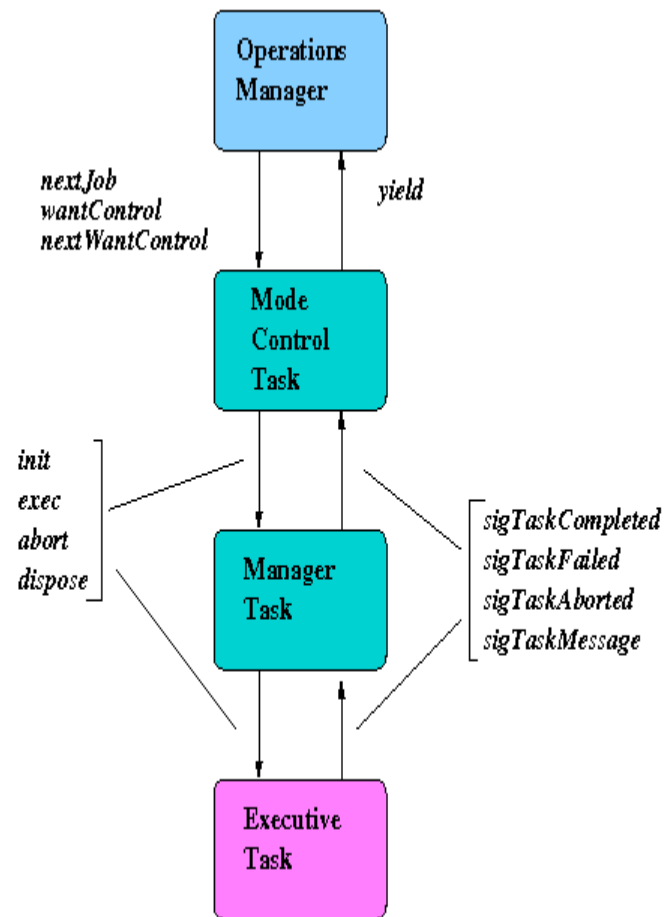 Operations
Manager
nextJob
wantControl
nextWantControl
yield
Mode
Control
Task
init
exec
abort
dispose
sigTaskCompleted
sigTaskFailed
sigTaskAborted
sigTaskMessage
Manager
Task
Executive
Task